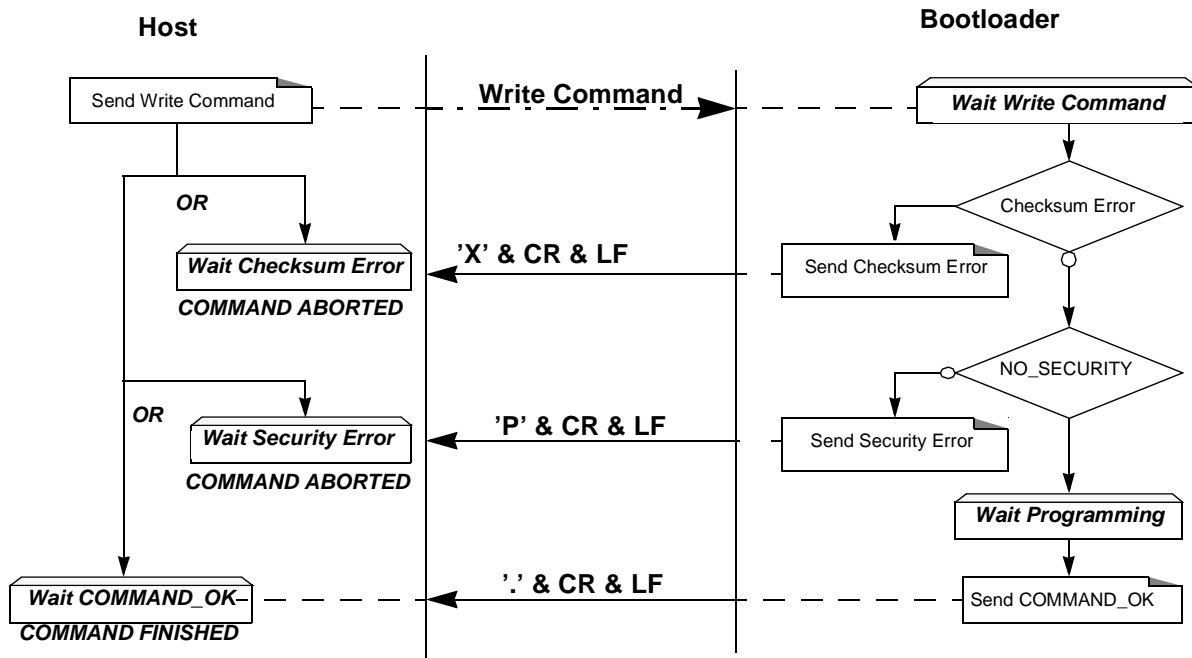 Host
Bootloader
Send Write Command
Write Command
Wait Write Command
OR
Checksum Error
Wait Checksum Error
'X' & CR & LF
Send Checksum Error
COMMAND ABORTED
NO_SECURITY
OR
Wait Security Error
'P' & CR & LF
Send Security Error
COMMAND ABORTED
Wait Programming
Wait COMMAND_OK
'.' & CR & LF
Send COMMAND_OK
COMMAND FINISHED